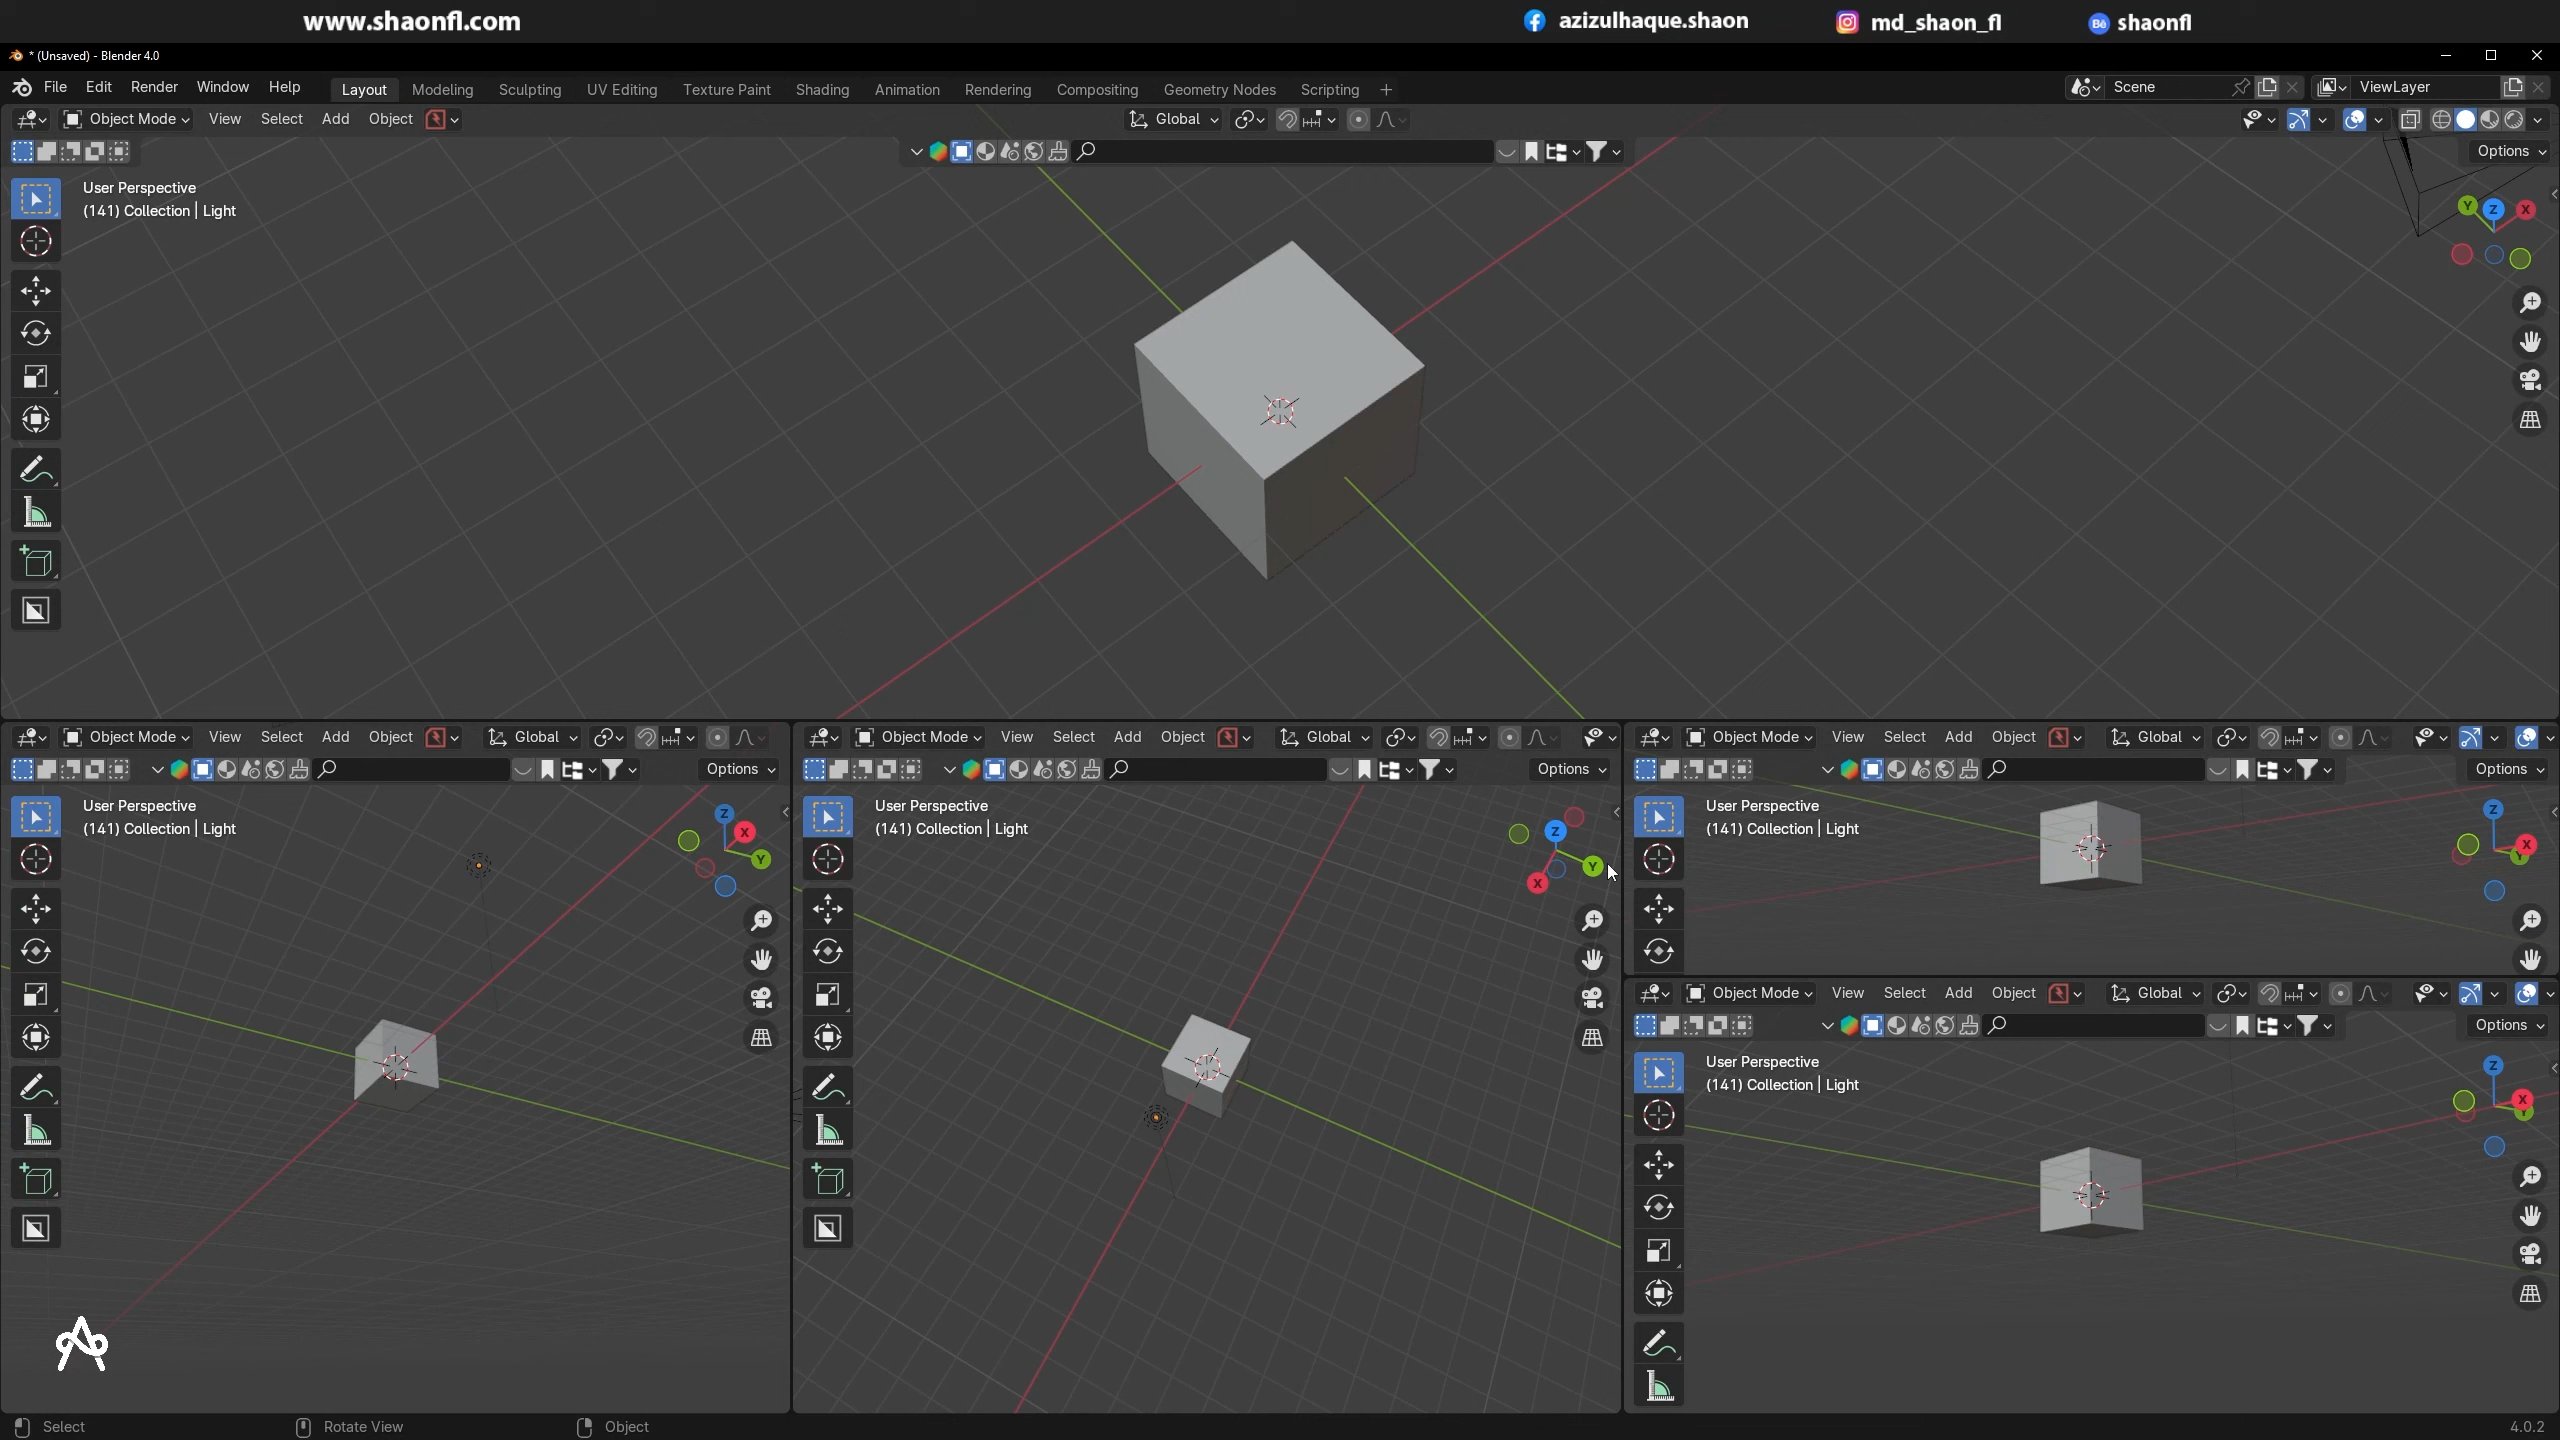 www.shaonfl.com azizulhaque.shaon md_shaon_fl Bē shaonfl
* (Unsaved) - Blender 4.0
File Edit Render Window Help Layout Modeling Sculpting UV Editing Texture Paint Shading Animation Rendering Compositing Geometry Nodes Scripting + Scene ViewLayer
Object Mode View Select Add Object Global
Options
User Perspective
(141) Collection | Light
Y Z X
Object Mode View Select Add Object Global
Options
User Perspective
(141) Collection | Light
Z X Y
Object Mode View Select Add Object Global
Options
User Perspective
(141) Collection | Light
Z Y X
Object Mode View Select Add Object Global
Options
User Perspective
(141) Collection | Light
Z X Y
Object Mode View Select Add Object Global
Options
User Perspective
(141) Collection | Light
Z X Y
Select Rotate View Object 4.0.2